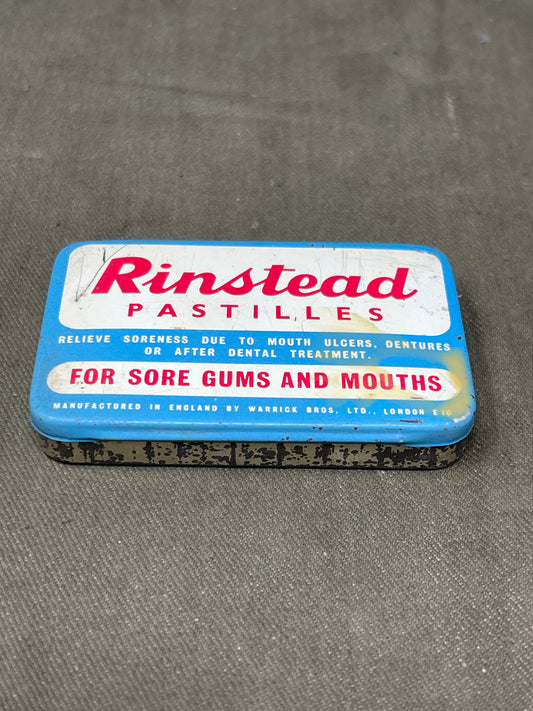 Rinstead
PASTILLES
RELIEVE SORENESS DUE TO MOUTH ULCERS, DENTURES
OR AFTER DENTAL TREATMENT.
FOR SORE GUMS AND MOUTHS
MANUFACTURED IN ENGLAND BY WARRICK BROS. LTD., LONDON